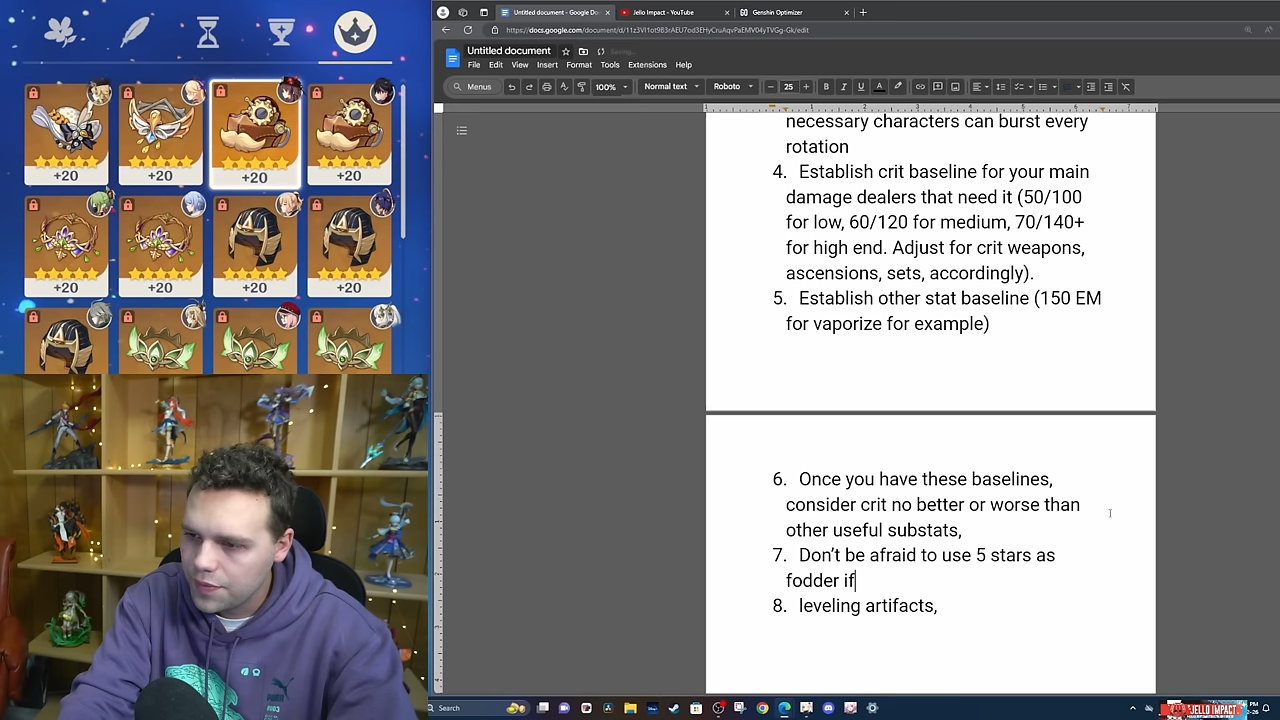 Untitled document - Google Do
Jello Impact - YouTube
Genshin Optimizer
Untitled document
Saving…
File Edit View Insert Format Tools Extensions Help
Menus 100% Normal text Roboto 25
+20 +20 +20 +20
+20 +20 +20 +20
necessary characters can burst every
rotation
4. Establish crit baseline for your main
damage dealers that need it (50/100
for low, 60/120 for medium, 70/140+
for high end. Adjust for crit weapons,
ascensions, sets, accordingly).
5. Establish other stat baseline (150 EM
for vaporize for example)
6. Once you have these baselines,
consider crit no better or worse than
other useful substats,
7. Don't be afraid to use 5 stars as
fodder if
8. leveling artifacts,
Search
JELLO IMPACT